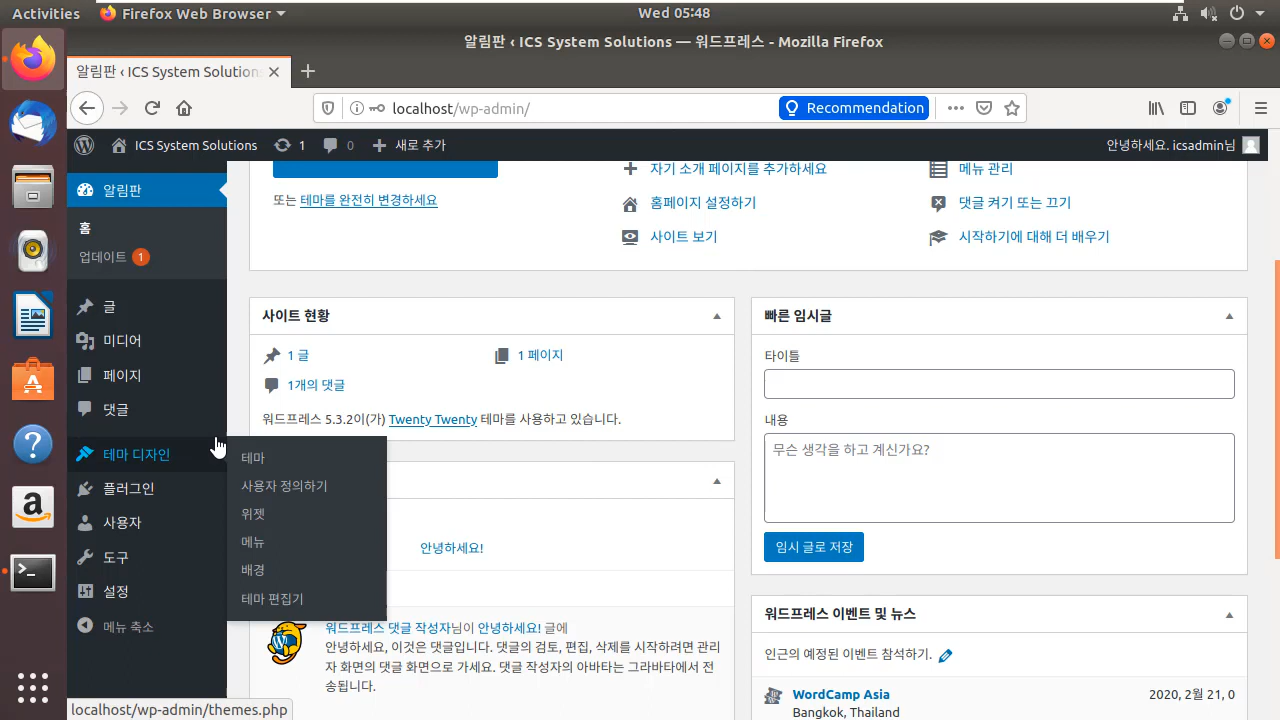 Activities
Firefox Web Browser
Wed 05:48
알림판 ‹ ICS System Solutions — 워드프레스 - Mozilla Firefox
알림판 ‹ ICS System Solutions
localhost/wp-admin/
Recommendation
ICS System Solutions
1
0
새로 추가
안녕하세요. icsadmin님
알림판
홈
업데이트 1
글
미디어
페이지
댓글
테마 디자인
플러그인
사용자
도구
설정
메뉴 축소
테마
사용자 정의하기
위젯
메뉴
배경
테마 편집기
또는 테마를 완전히 변경하세요
자기 소개 페이지를 추가하세요
홈페이지 설정하기
사이트 보기
메뉴 관리
댓글 켜기 또는 끄기
시작하기에 대해 더 배우기
사이트 현황
1 글
1 페이지
1개의 댓글
워드프레스 5.3.2이(가) Twenty Twenty 테마를 사용하고 있습니다.
안녕하세요!
워드프레스 댓글 작성자님이 안녕하세요! 글에
안녕하세요, 이것은 댓글입니다. 댓글의 검토, 편집, 삭제를 시작하려면 관리
자 화면의 댓글 화면으로 가세요. 댓글 작성자의 아바타는 그라바타에서 전
송됩니다.
빠른 임시글
타이틀
내용
무슨 생각을 하고 계신가요?
임시 글로 저장
워드프레스 이벤트 및 뉴스
인근의 예정된 이벤트 참석하기.
WordCamp Asia
2020, 2월 21, 0
Bangkok, Thailand
localhost/wp-admin/themes.php